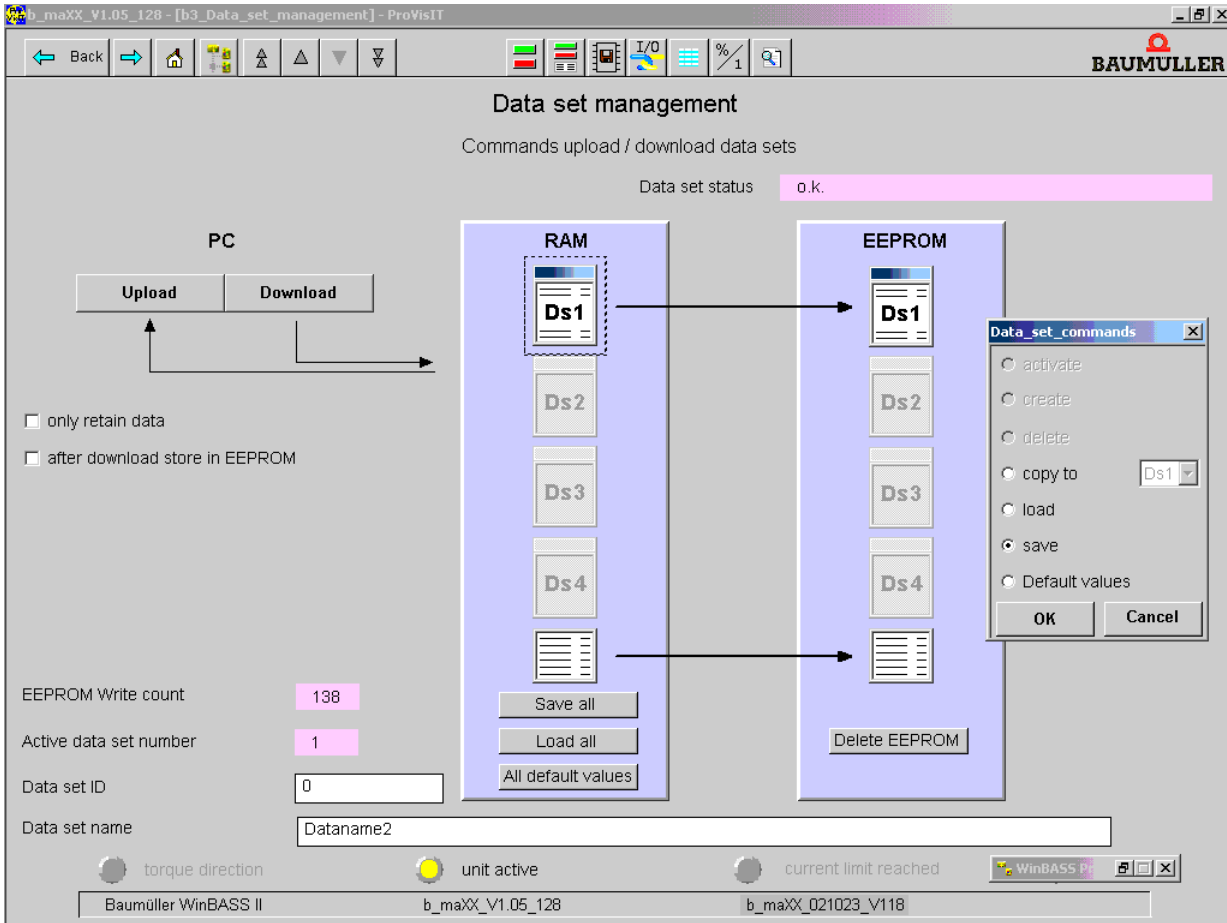 b_maXX_V1.05_128 - [b3_Data_set_management] - ProVisIT
Back
I/O
%/1
BAUMÜLLER
Data set management
Commands upload / download data sets
Data set status o.k.
PC
RAM
EEPROM
Upload
Download
Ds1
Ds1
Ds2
Ds2
Ds3
Ds3
Ds4
Ds4
only retain data
after download store in EEPROM
Data_set_commands
activate
create
delete
copy to Ds1
load
save
Default values
OK
Cancel
EEPROM Write count 138
Save all
Active data set number 1
Load all
Delete EEPROM
Data set ID 0
All default values
Data set name Dataname2
torque direction
unit active
current limit reached
WinBASS
Baumüller WinBASS II
b_maXX_V1.05_128
b_maXX_021023_V118